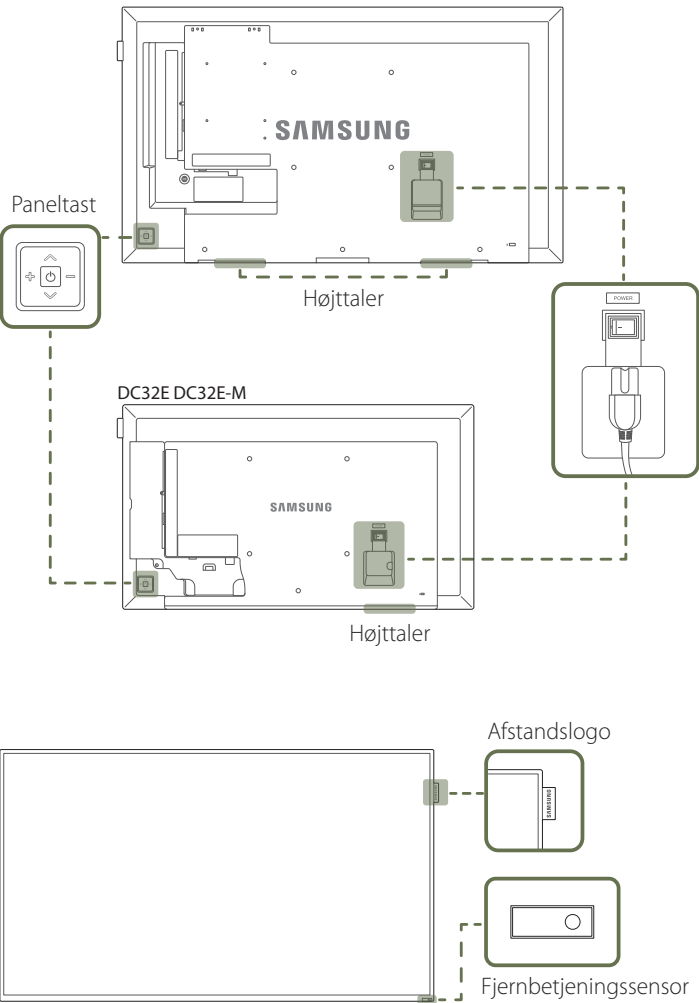 SAMSUNG
Paneltast
Højttaler
POWER
DC32E DC32E-M
SAMSUNG
Højttaler
Afstandslogo
SAMSUNG
Fjernbetjeningssensor